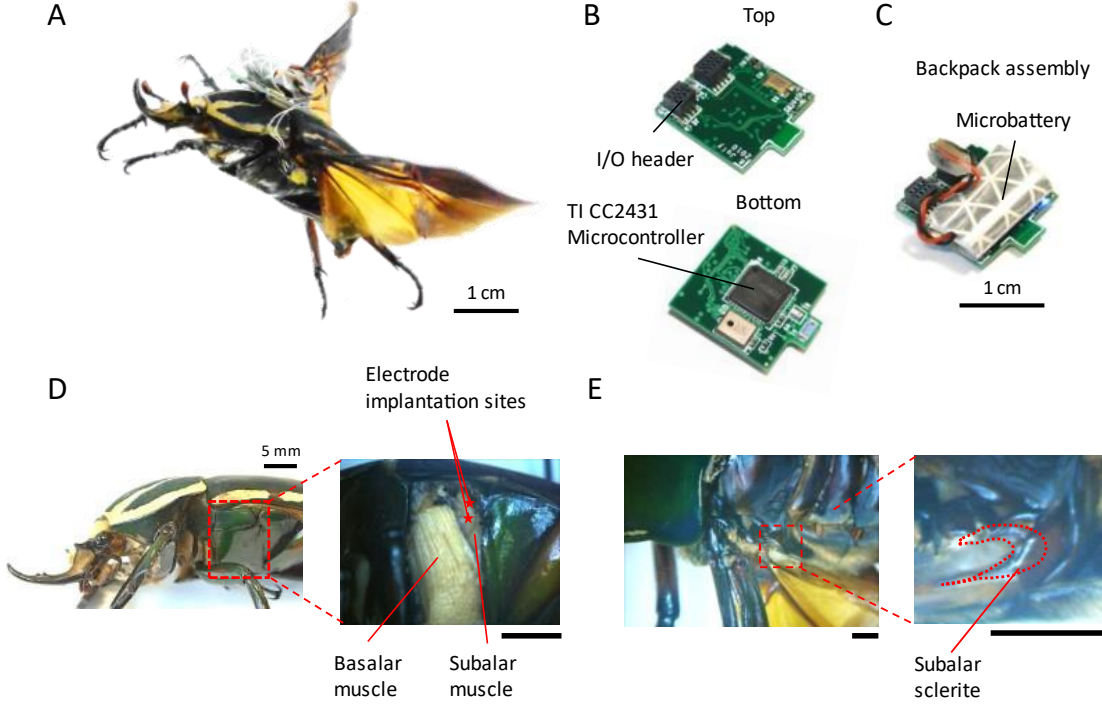 A
B
Top
C
Backpack assembly
Microbattery
I/O header
Bottom
TI CC2431
Microcontroller
1 cm
1 cm
D
Electrode
implantation sites
E
5 mm
Basalar
muscle
Subalar
muscle
Subalar
sclerite